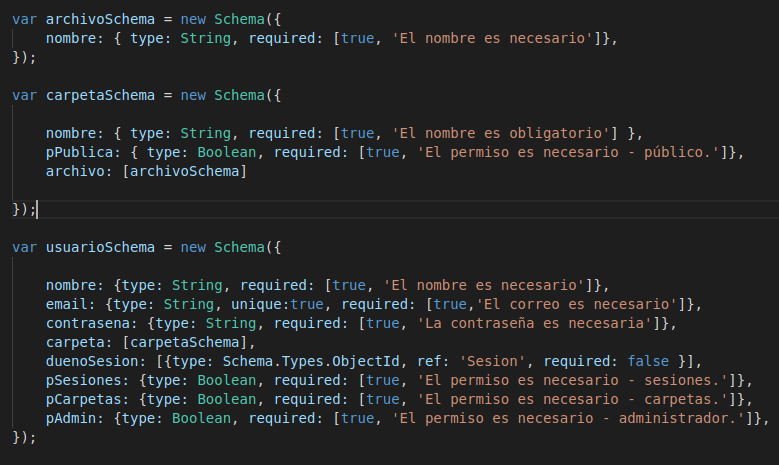 var archivoSchema = new Schema({
    nombre: { type: String, required: [true, 'El nombre es necesario']},
});
var carpetaSchema = new Schema({
    nombre: { type: String, required: [true, 'El nombre es obligatorio'] },
    pPublica: { type: Boolean, required: [true, 'El permiso es necesario - público.']},
    archivo: [archivoSchema]
});
var usuarioSchema = new Schema({
    nombre: {type: String, required: [true, 'El nombre es necesario']},
    email: {type: String, unique:true, required: [true,'El correo es necesario']},
    contrasena: {type: String, required: [true, 'La contraseña es necesaria']},
    carpeta: [carpetaSchema],
    duenoSesion: [{type: Schema.Types.ObjectId, ref: 'Sesion', required: false }],
    pSesiones: {type: Boolean, required: [true, 'El permiso es necesario - sesiones.']},
    pCarpetas: {type: Boolean, required: [true, 'El permiso es necesario - carpetas.']},
    pAdmin: {type: Boolean, required: [true, 'El permiso es necesario - administrador.']},
});